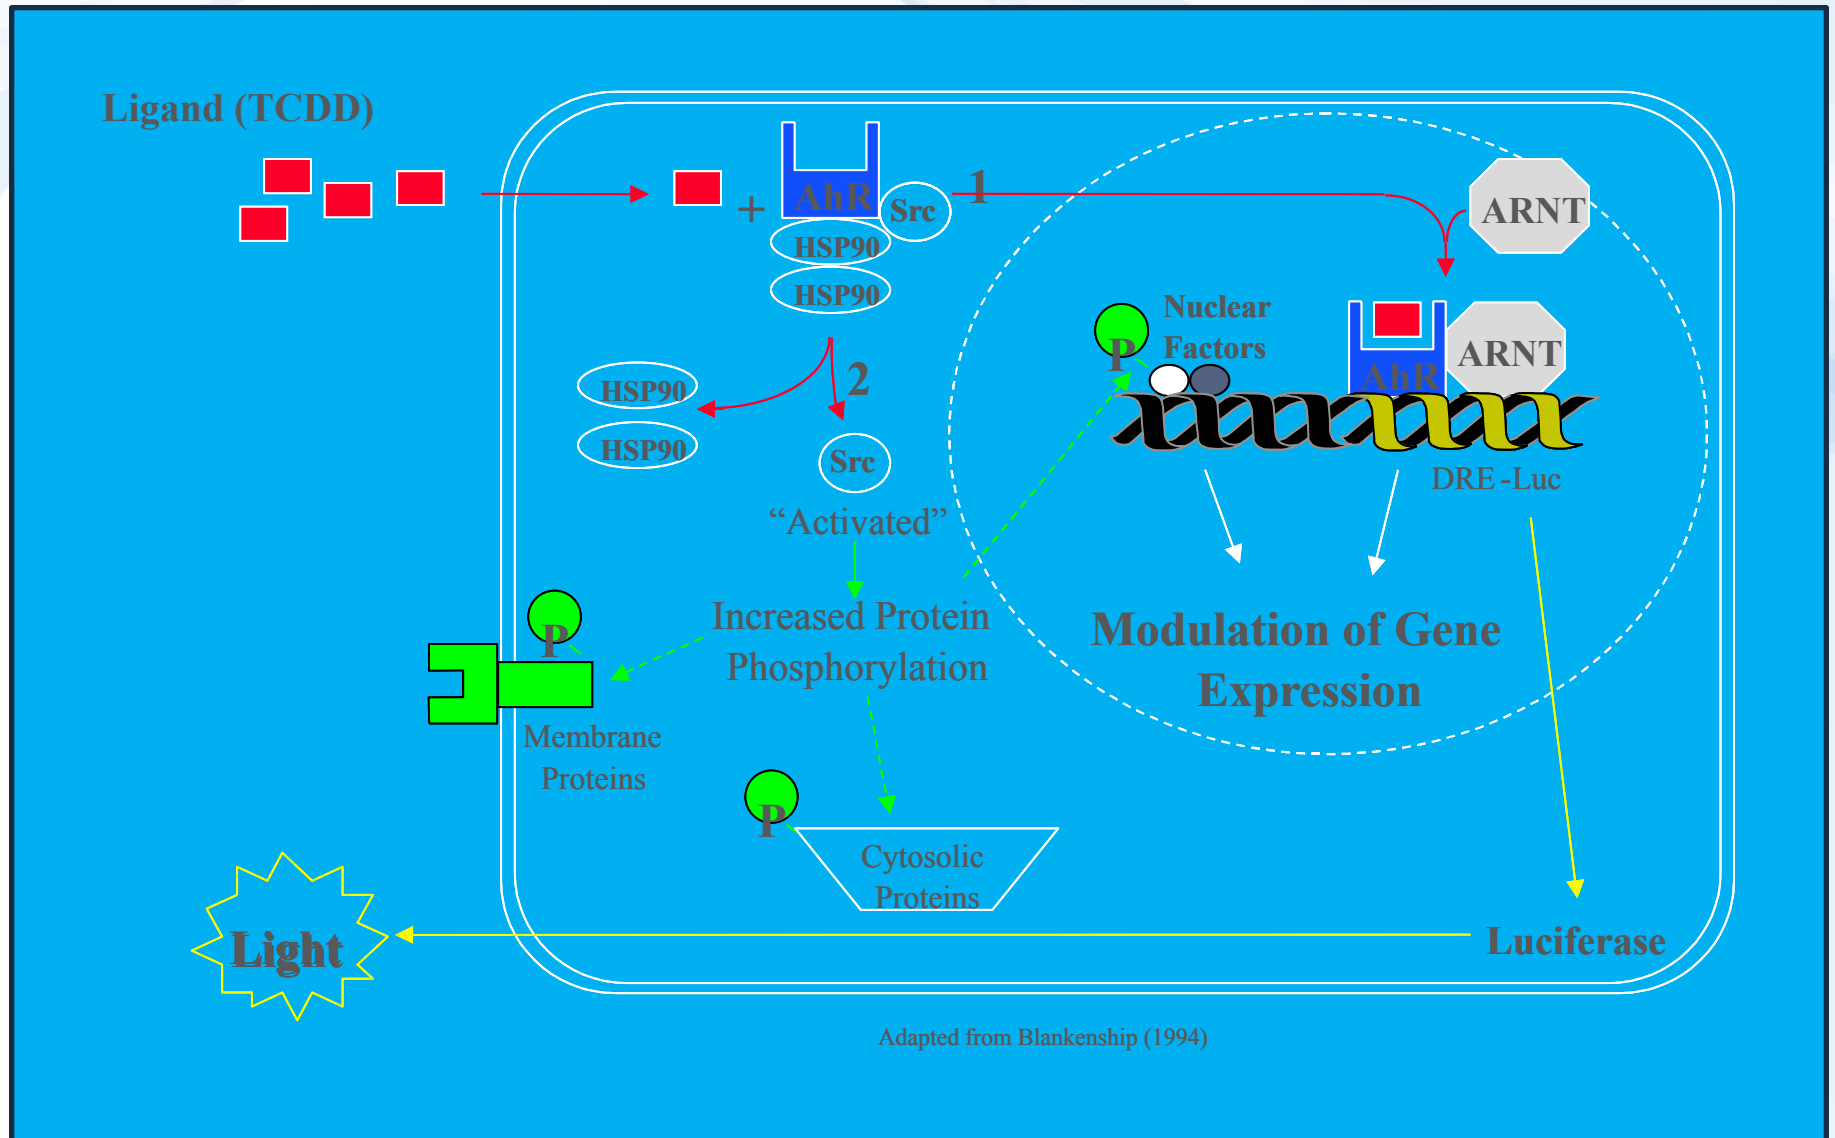 Ligand (TCDD)
+
AhR
Src
HSP90
HSP90
1
ARNT
2
HSP90
HSP90
Src
“Activated”
Increased Protein
Phosphorylation
P
Nuclear
Factors
AhR
ARNT
DRE-Luc
Modulation of Gene
Expression
P
Membrane
Proteins
P
Cytosolic
Proteins
Luciferase
Light
Adapted from Blankenship (1994)